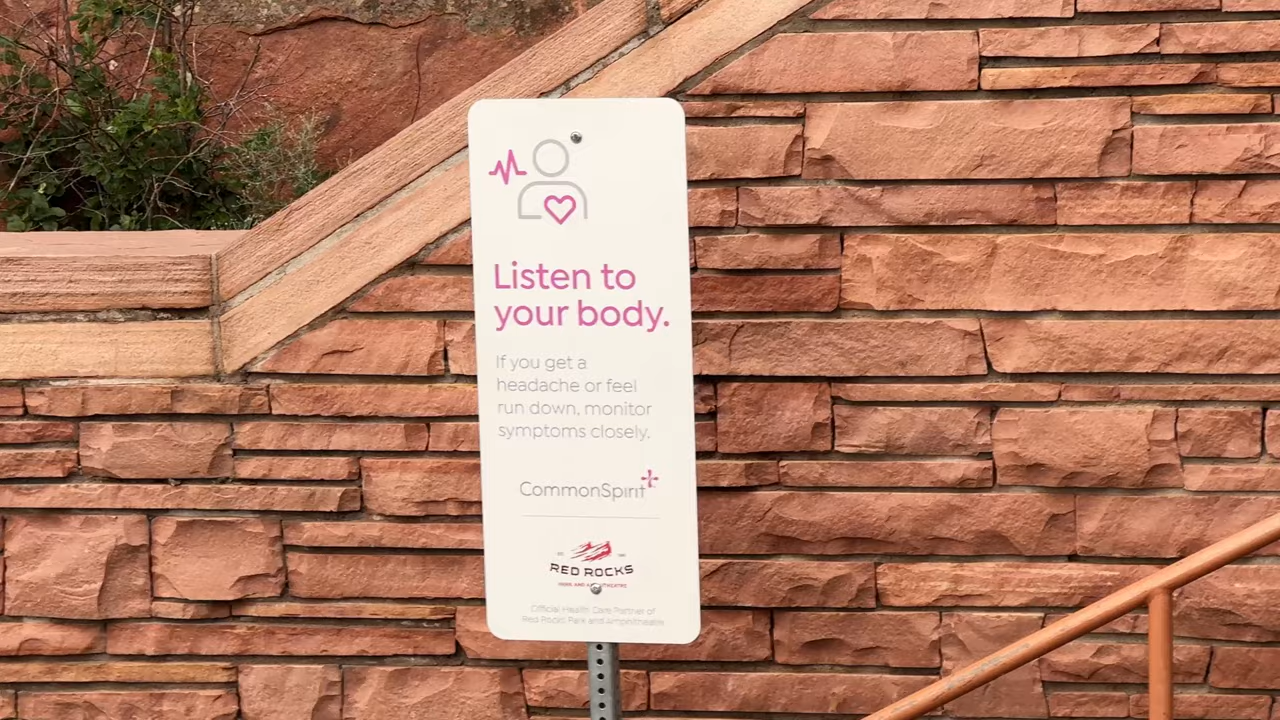 Listen to
your body.
If you get a
headache or feel
run down, monitor
symptoms closely.
CommonSpirit
RED ROCKS
PARK AND
Official Health Care Partner of
Red Rocks Park and Amphitheatre